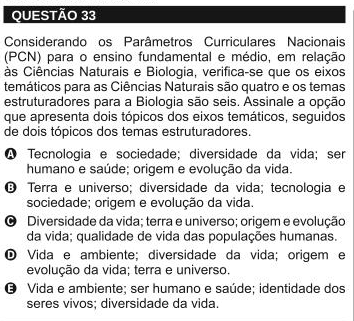 QUESTÃO 33
Considerando os Parâmetros Curriculares Nacionais
(PCN) para o ensino fundamental e médio, em relação
às Ciências Naturais e Biologia, verifica-se que os eixos
temáticos para as Ciências Naturais são quatro e os temas
estruturadores para a Biologia são seis. Assinale a opção
que apresenta dois tópicos dos eixos temáticos, seguidos
de dois tópicos dos temas estruturadores.
A Tecnologia e sociedade; diversidade da vida; ser
humano e saúde; origem e evolução da vida.
B Terra e universo; diversidade da vida; tecnologia e
sociedade; origem e evolução da vida.
C Diversidade da vida; terra e universo; origem e evolução
da vida; qualidade de vida das populações humanas.
D Vida e ambiente; diversidade da vida; origem e
evolução da vida; terra e universo.
E Vida e ambiente; ser humano e saúde; identidade dos
seres vivos; diversidade da vida.